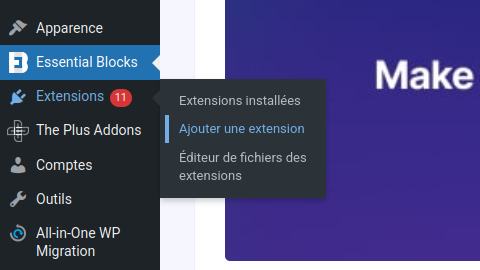 Apparence
Essential Blocks
Extensions 11
The Plus Addons
Comptes
Outils
All-in-One WP
Migration
Extensions installées
Ajouter une extension
Éditeur de fichiers des
extensions
Make